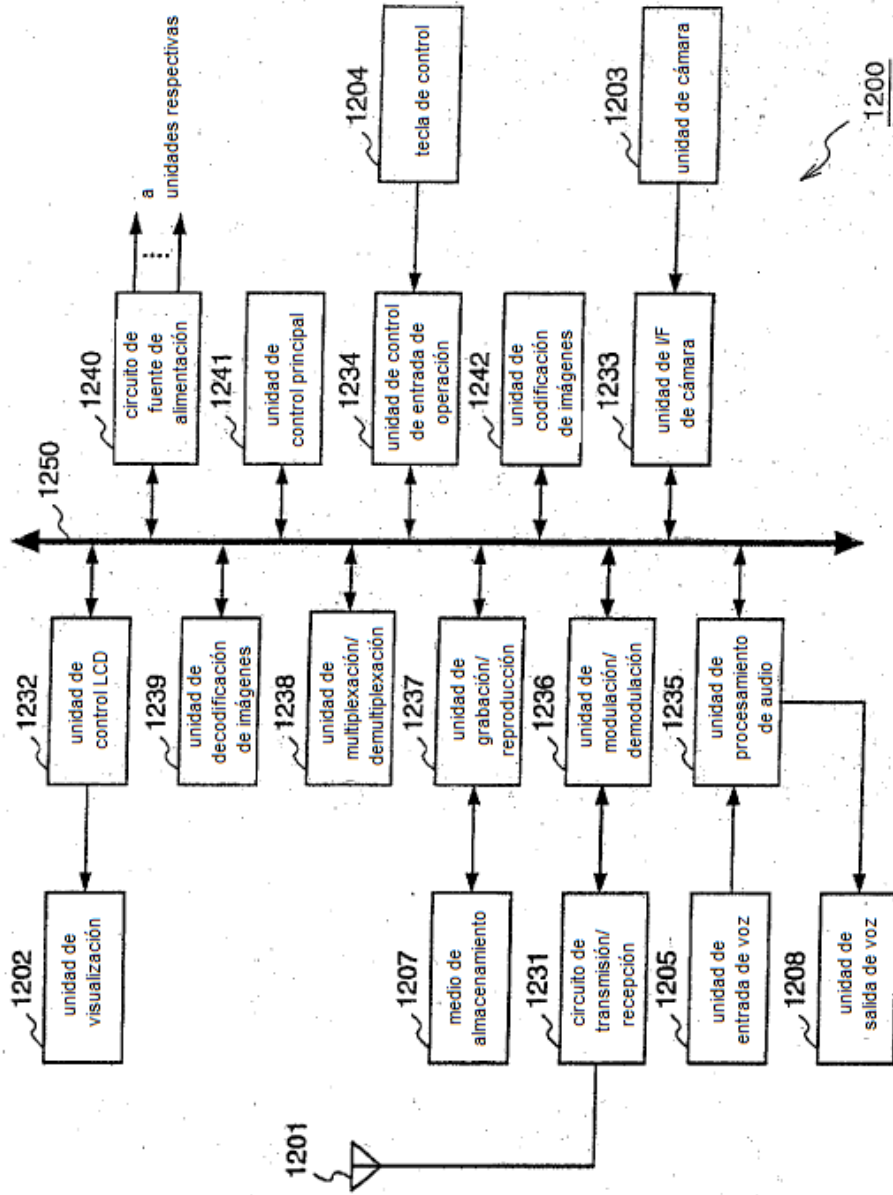 1250
1232
unidad de
control LCD
1202
unidad de
visualización
1240
circuito de
fuente de
alimentación
a
unidades respectivas
1239
unidad de
decodificación
de imágenes
1241
unidad de
control principal
1238
unidad de
multiplexación/
demultiplexación
1234
unidad de control
de entrada de
operación
1204
tecla de control
1207
medio de
almacenamiento
1237
unidad de
grabación/
reproducción
1242
unidad de
codificación
de imágenes
1201
1231
circuito de
transmisión/
recepción
1236
unidad de
modulación/
demodulación
1233
unidad de I/F
de cámara
1203
unidad de cámara
1205
unidad de
entrada de voz
1235
unidad de
procesamiento
de audio
1208
unidad de
salida de voz
1200